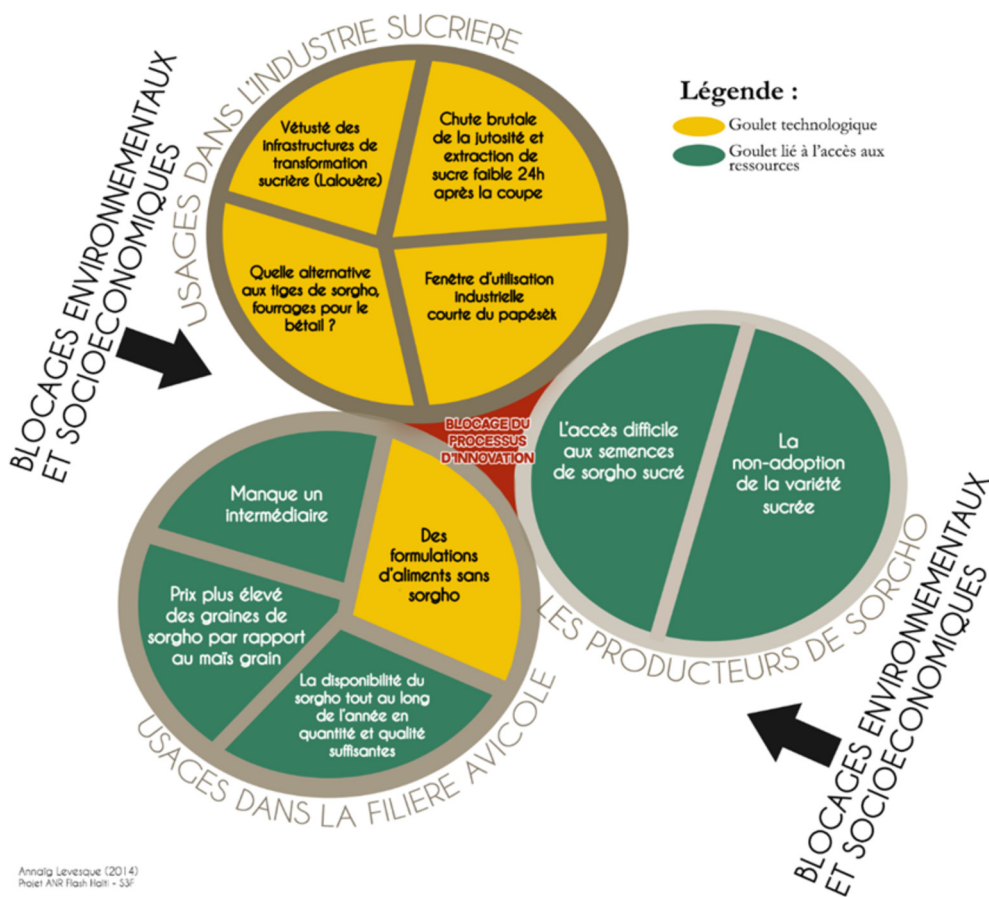 USAGES DANS L'INDUSTRIE SUCRIERE
BLOCAGES ENVIRONNEMENTAUX
ET SOCIOECONOMIQUES
Vétusté des
infrastructures de
transformation
sucrière (Lalouère)
Chute brutale
de la jutosité et
extraction de
sucre faible 24h
après la coupe
Quelle alternative
aux tiges de sorgho,
fourrages pour le
bétail ?
Fenêtre d'utilisation
industrielle
courte du papésèk
Légende :
Goulet technologique
Goulet lié à l'accès aux
ressources
BLOCAGE DU
PROCESSUS
D'INNOVATION
L'accès difficile
aux semences
de sorgho sucré
La
non-adoption
de la variété
sucrée
LES PRODUCTEURS DE SORGHO
Manque un
intermédiaire
Des
formulations
d'aliments sans
sorgho
Prix plus élevé
des graines de
sorgho par rapport
au maïs grain
La disponibilité du
sorgho tout au long
de l'année en
quantité et qualité
suffisantes
USAGES DANS LA FILIERE AVICOLE
BLOCAGES ENVIRONNEMENTAUX
ET SOCIOECONOMIQUES
Annaïg Levesque (2014)
Projet ANR Flash Haïti - S3F